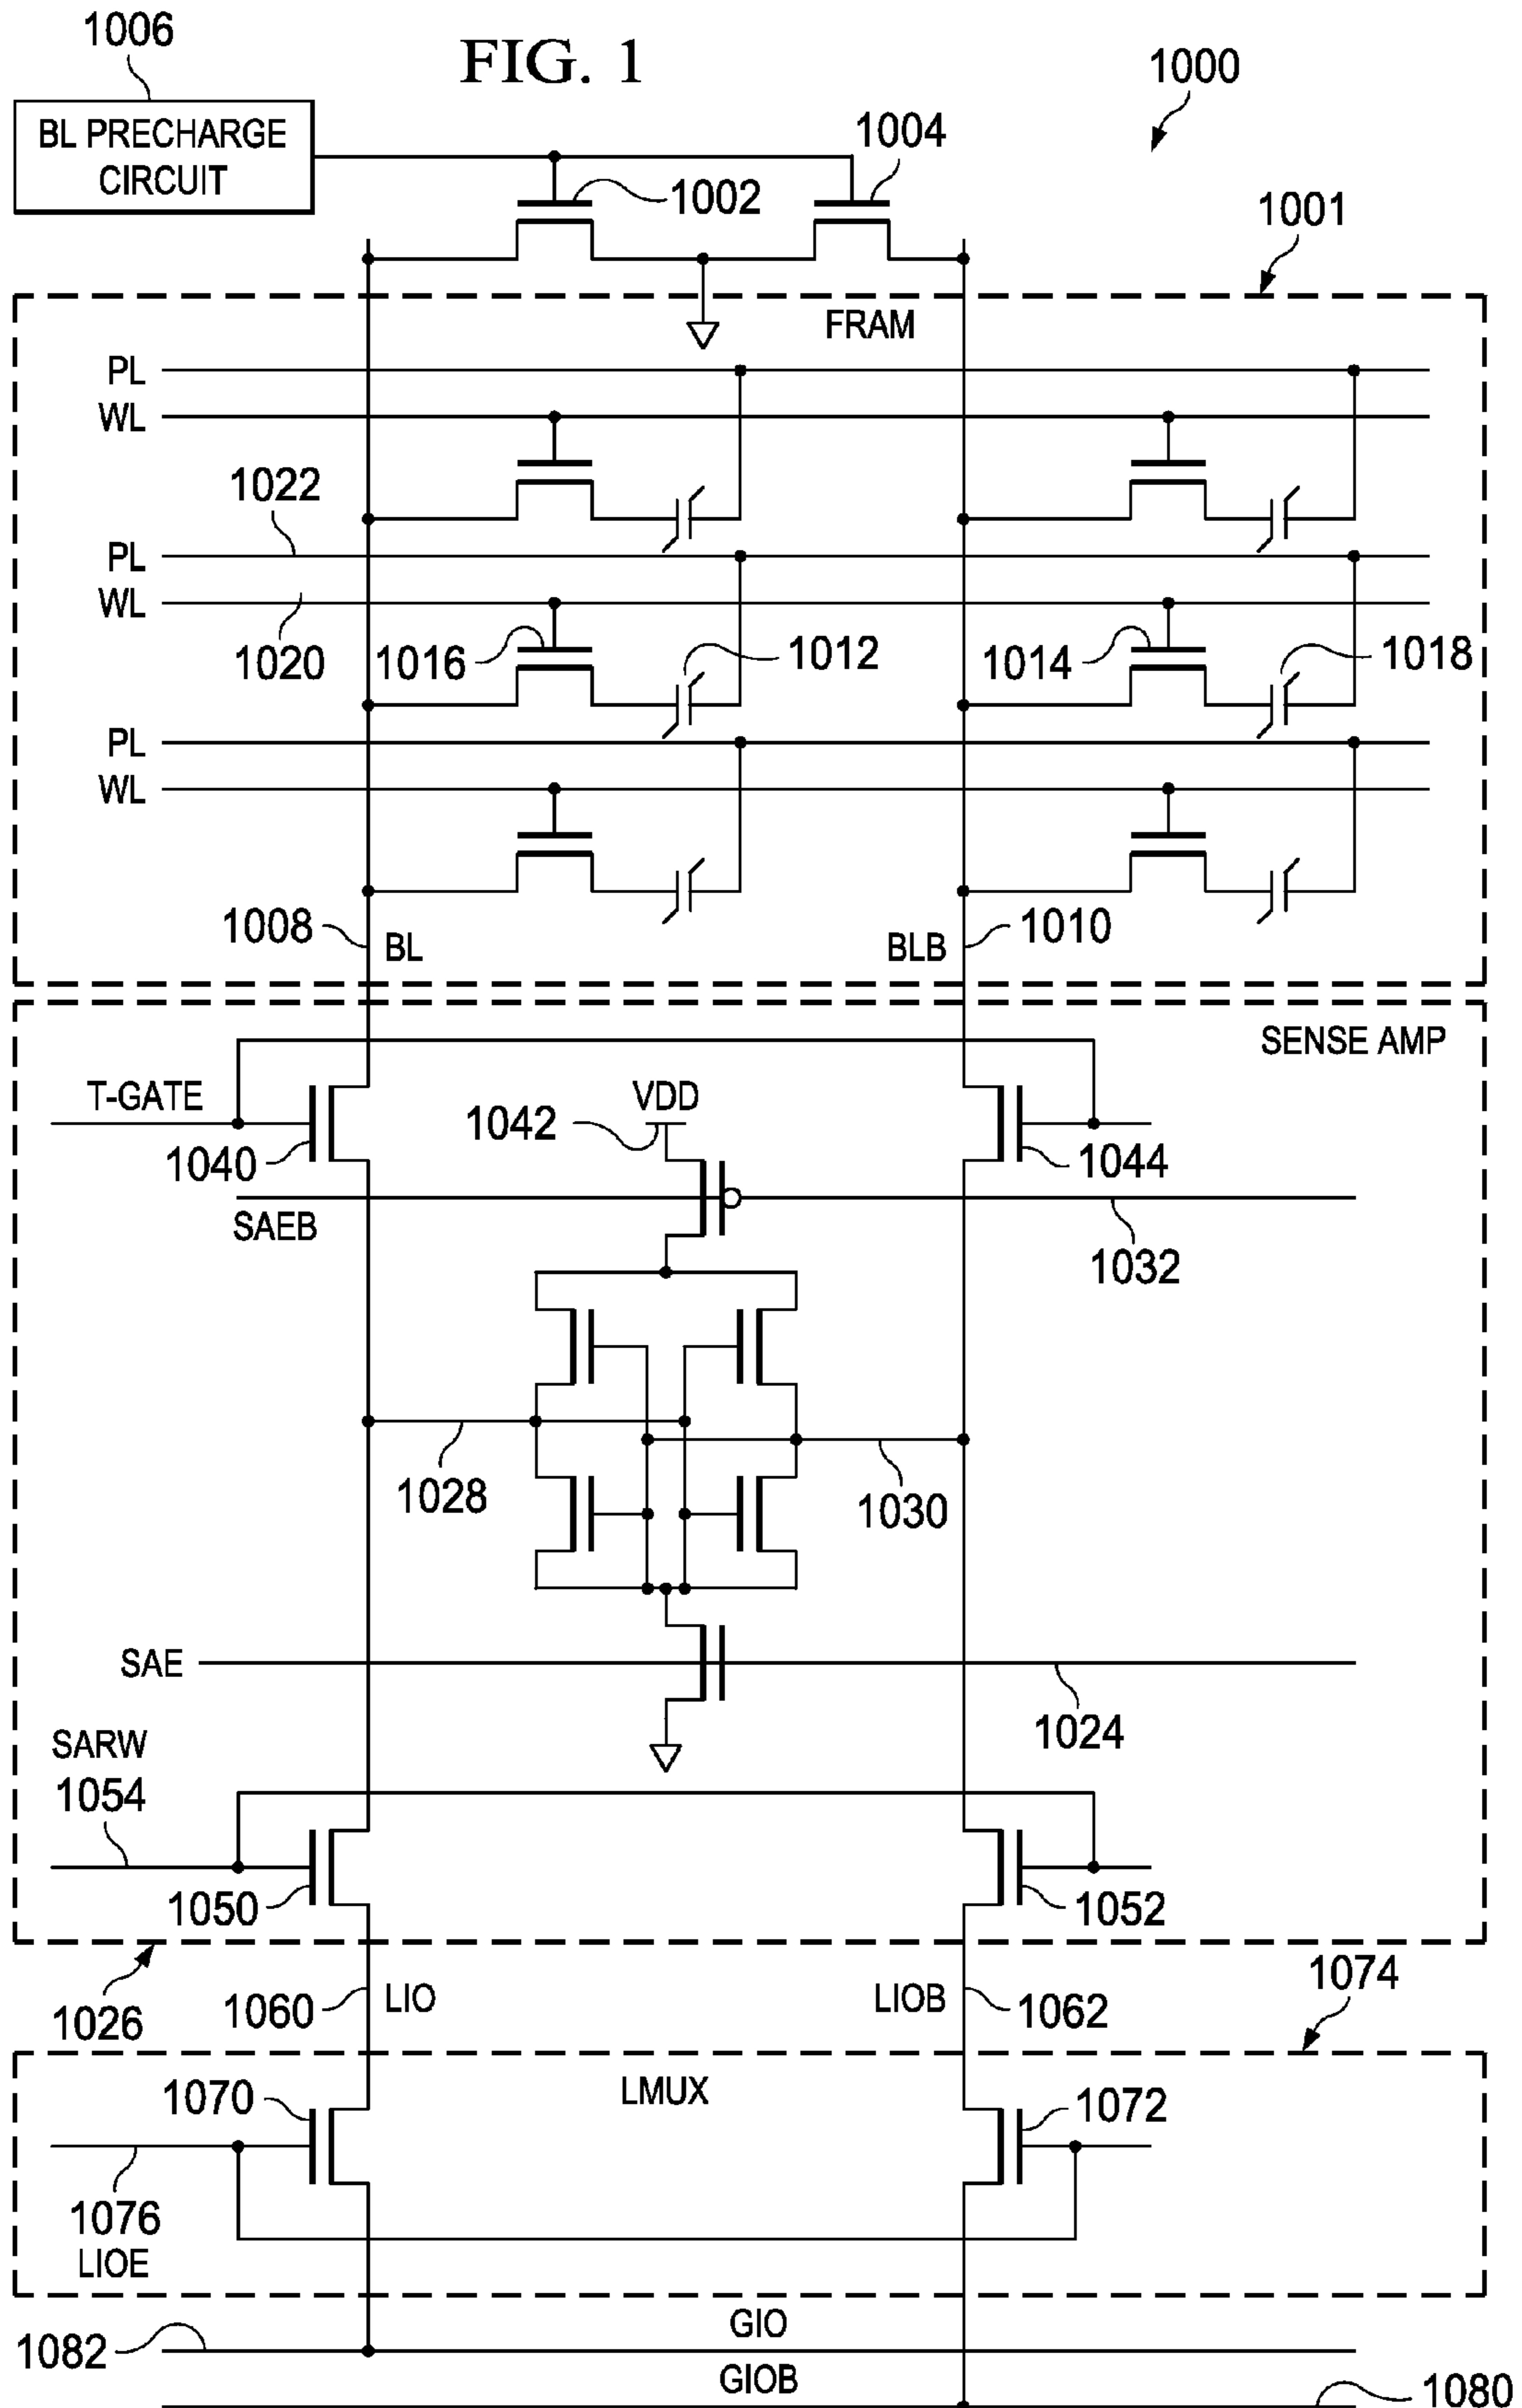 1006
FIG. 1
1000
BL PRECHARGE
CIRCUIT
1004
1002
1001
FRAM
PL
WL
1022
PL
WL
1020
1016
1012
1014
1018
PL
WL
1008
BL
BLB
1010
SENSE AMP
T-GATE
VDD
1042
1040
1044
SAEB
1032
1028
1030
SAE
1024
SARW
1054
1050
1052
1026
1060
LIO
LIOB
1062
1074
1070
LMUX
1072
1076
LIOE
GIO
1082
GIOB
1080